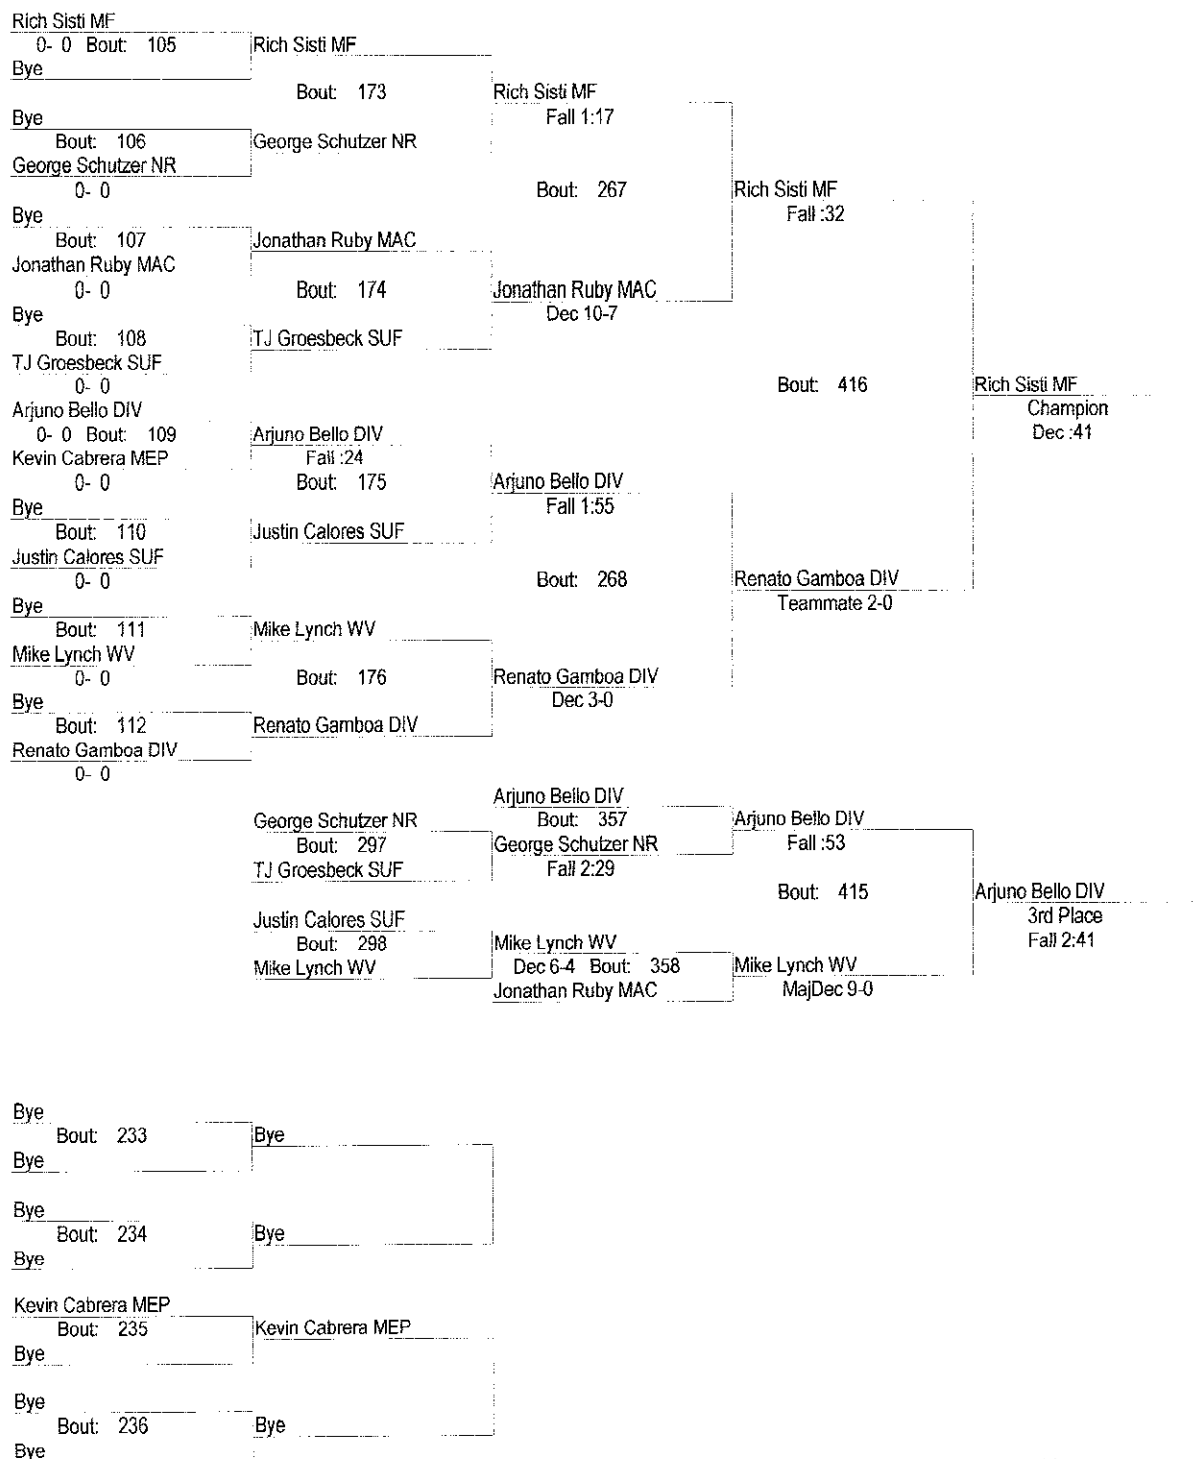 Rich Sisti MF
0- 0 Bout: 105 Rich Sisti MF
Bye
Bout: 173 Rich Sisti MF
Bye Fall 1:17
Bout: 106 George Schutzer NR
George Schutzer NR
0- 0 Bout: 267 Rich Sisti MF
Bye Fall :32
Bout: 107 Jonathan Ruby MAC
Jonathan Ruby MAC
0- 0 Bout: 174 Jonathan Ruby MAC
Bye Dec 10-7
Bout: 108 TJ Groesbeck SUF
TJ Groesbeck SUF
0- 0 Bout: 416 Rich Sisti MF
Arjuno Bello DIV Champion
0- 0 Bout: 109 Arjuno Bello DIV Dec :41
Kevin Cabrera MEP Fall :24
0- 0 Bout: 175 Arjuno Bello DIV
Bye Fall 1:55
Bout: 110 Justin Calores SUF
Justin Calores SUF
0- 0 Bout: 268 Renato Gamboa DIV
Bye Teammate 2-0
Bout: 111 Mike Lynch WV
Mike Lynch WV
0- 0 Bout: 176 Renato Gamboa DIV
Bye Dec 3-0
Bout: 112 Renato Gamboa DIV
Renato Gamboa DIV
0- 0
Arjuno Bello DIV
George Schutzer NR Bout: 357 Arjuno Bello DIV
Bout: 297 George Schutzer NR Fall :53
TJ Groesbeck SUF Fall 2:29
Bout: 415 Arjuno Bello DIV
Justin Calores SUF 3rd Place
Bout: 298 Mike Lynch WV Fall 2:41
Mike Lynch WV Dec 6-4 Bout: 358 Mike Lynch WV
Jonathan Ruby MAC MajDec 9-0
Bye
Bout: 233 Bye
Bye
Bye
Bout: 234 Bye
Bye
Kevin Cabrera MEP
Bout: 235 Kevin Cabrera MEP
Bye
Bye
Bout: 236 Bye
Bye